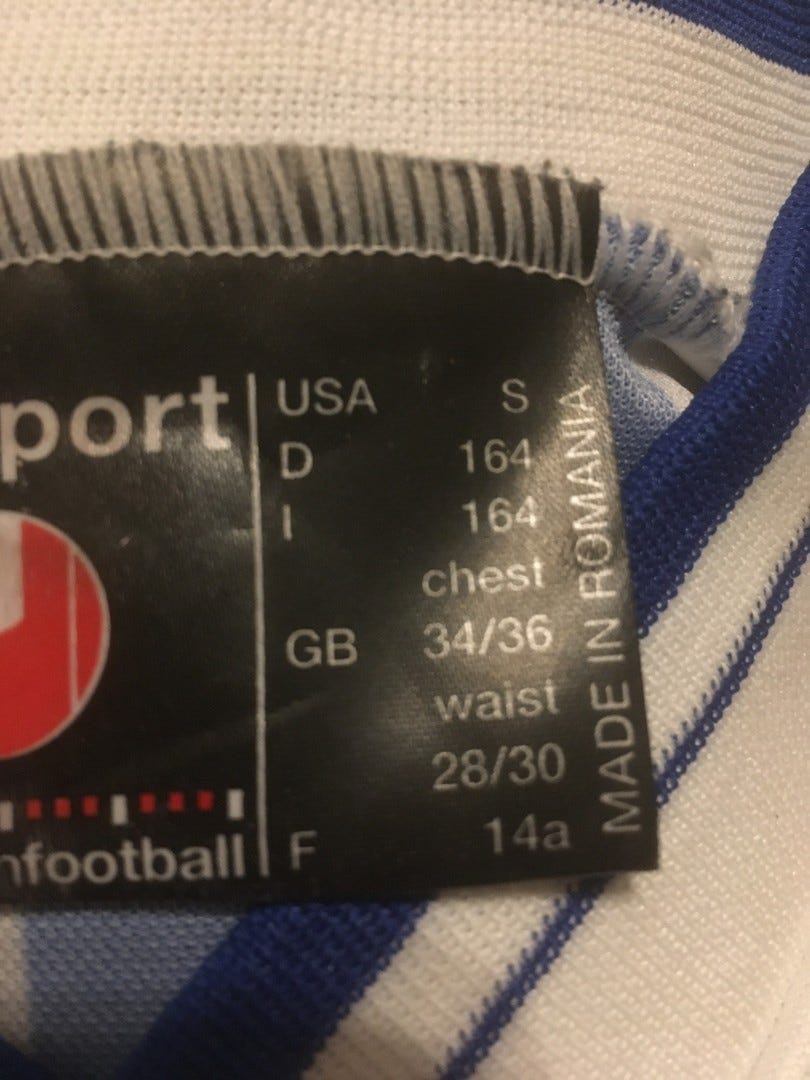 port
nfootball
USA S
D 164
I 164
chest
GB 34/36
waist
28/30
F 14a
MADE IN ROMANIA